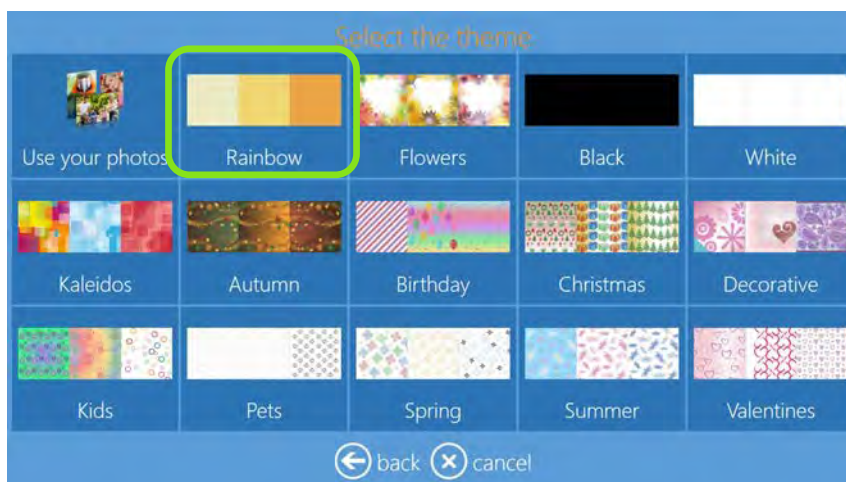 Select the theme
Use your photos Rainbow Flowers Black White
Kaleidos Autumn Birthday Christmas Decorative
Kids Pets Spring Summer Valentines
back cancel